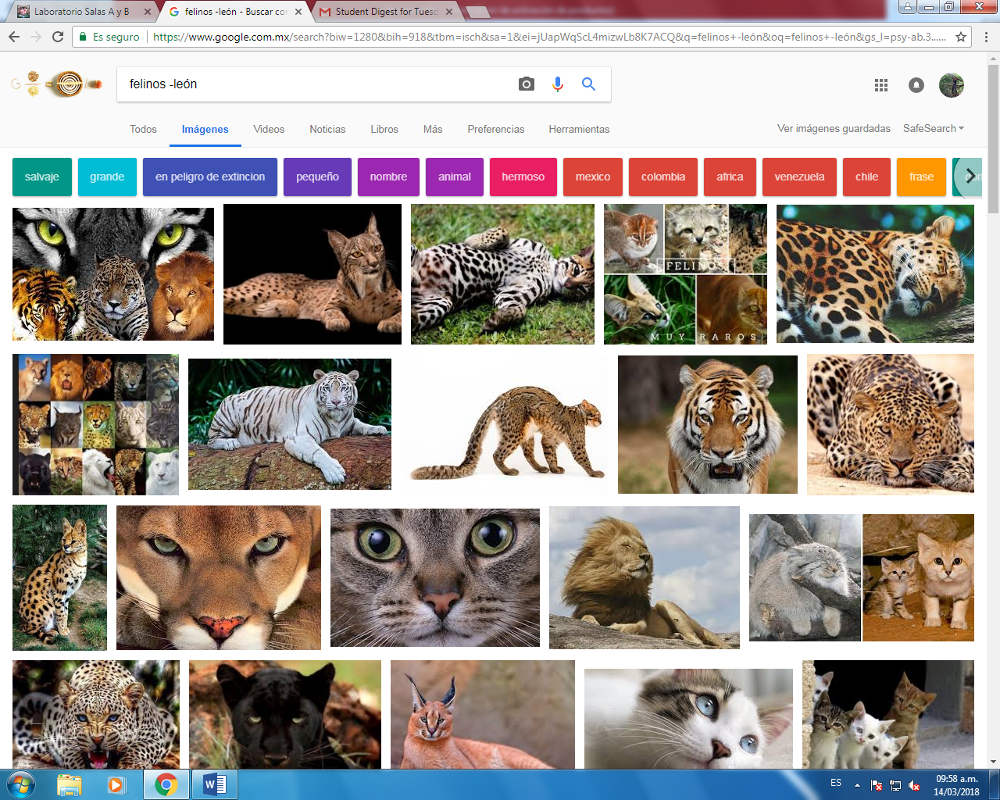 Laboratorio Salas A y B
felinos -león - Buscar con
Student Digest for Tuesd
Es seguro
https://www.google.com.mx/search?biw=1280&bih=918&tbm=isch&sa=1&ei=jUapWqScL4mizwLb8K7ACQ&q=felinos+-león&oq=felinos+-león&gs_l=psy-ab.3......
felinos -león
Todos Imágenes Videos Noticias Libros Más Preferencias Herramientas
Ver imágenes guardadas SafeSearch
salvaje grande en peligro de extincion pequeño nombre animal hermoso mexico colombia africa venezuela chile frase
FELINOS
MUY RAROS
ES
09:58 a.m.
14/03/2018